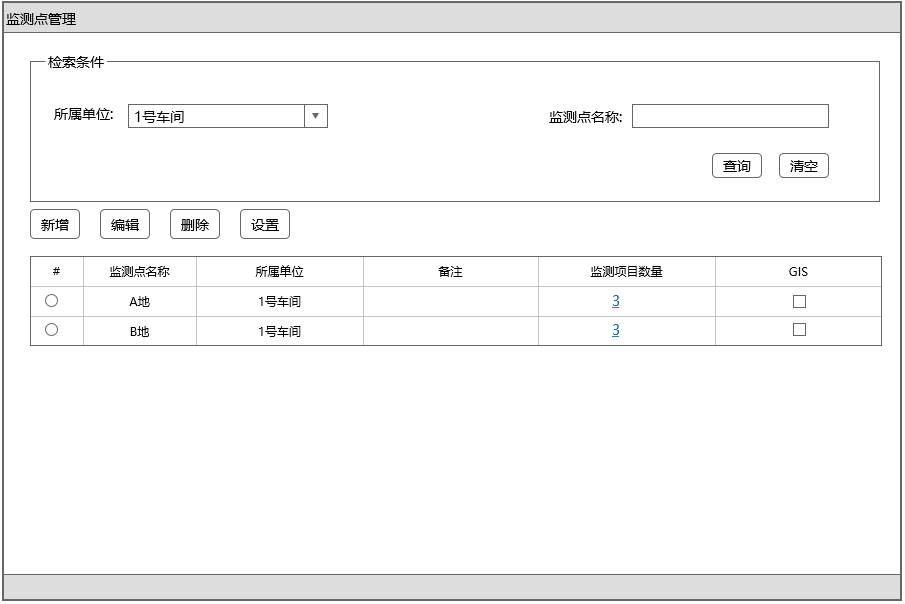 监测点管理
检索条件
所属单位: 1号车间 监测点名称:
查询 清空
新增 编辑 删除 设置
# 监测点名称 所属单位 备注 监测项目数量 GIS
A地 1号车间 3
B地 1号车间 3